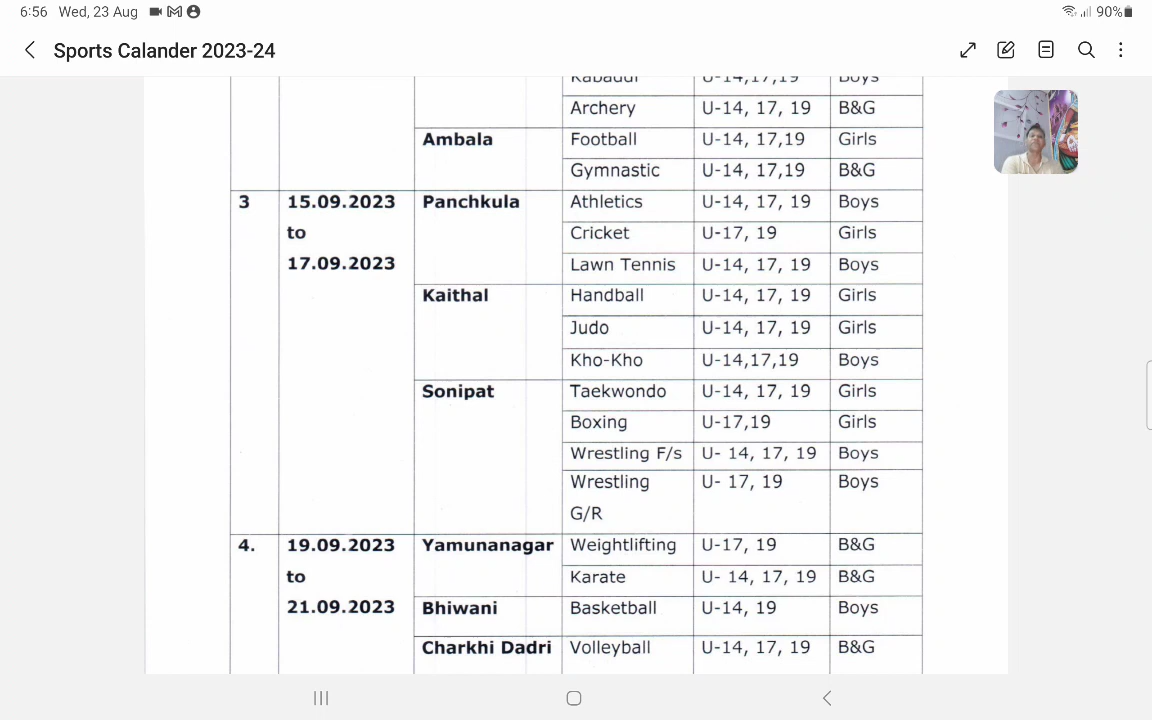 6:56 Wed, 23 Aug 90%
Sports Calander 2023-24
Kabaddi U-14,17,19 Boys
Archery U-14, 17, 19 B&G
Ambala Football U-14, 17,19 Girls
Gymnastic U-14, 17,19 B&G
3 15.09.2023 Panchkula Athletics U-14, 17, 19 Boys
to Cricket U-17, 19 Girls
17.09.2023 Lawn Tennis U-14, 17, 19 Boys
Kaithal Handball U-14, 17, 19 Girls
Judo U-14, 17, 19 Girls
Kho-Kho U-14,17,19 Boys
Sonipat Taekwondo U-14, 17, 19 Girls
Boxing U-17,19 Girls
Wrestling F/s U- 14, 17, 19 Boys
Wrestling U- 17, 19 Boys
G/R
4. 19.09.2023 Yamunanagar Weightlifting U-17, 19 B&G
to Karate U- 14, 17, 19 B&G
21.09.2023 Bhiwani Basketball U-14, 19 Boys
Charkhi Dadri Volleyball U-14, 17, 19 B&G